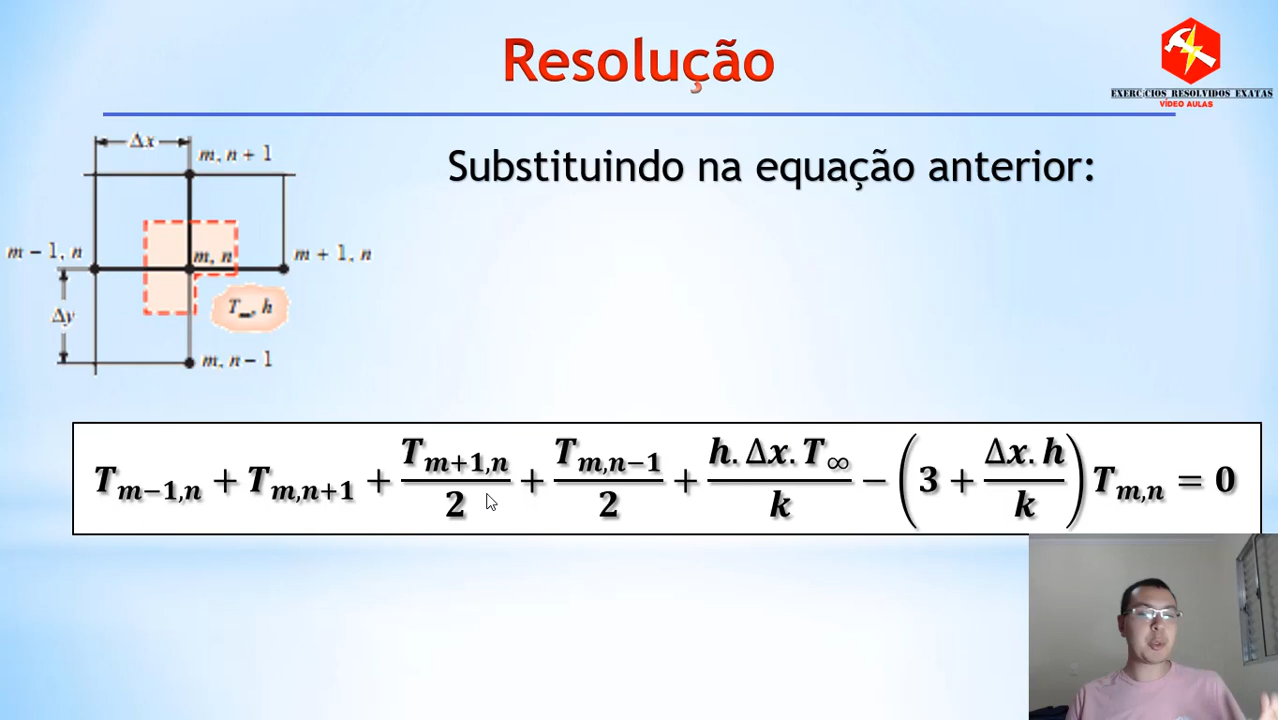 Resolução
EXERCÍCIOS RESOLVIDOS EXATAS
VÍDEO AULAS
Δx
m, n + 1
Substituindo na equação anterior:
m − 1, n
m, n
m + 1, n
T∞, h
Δy
m, n − 1
T_{m−1,n} + T_{m,n+1} + T_{m+1,n}/2 + T_{m,n−1}/2 + h.Δx.T_∞/k − (3 + Δx.h/k) T_{m,n} = 0